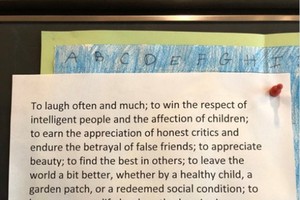 A B C D E F G H I
To laugh often and much; to win the respect of
intelligent people and the affection of children;
to earn the appreciation of honest critics and
endure the betrayal of false friends; to appreciate
beauty; to find the best in others; to leave the
world a bit better, whether by a healthy child, a
garden patch, or a redeemed social condition; to